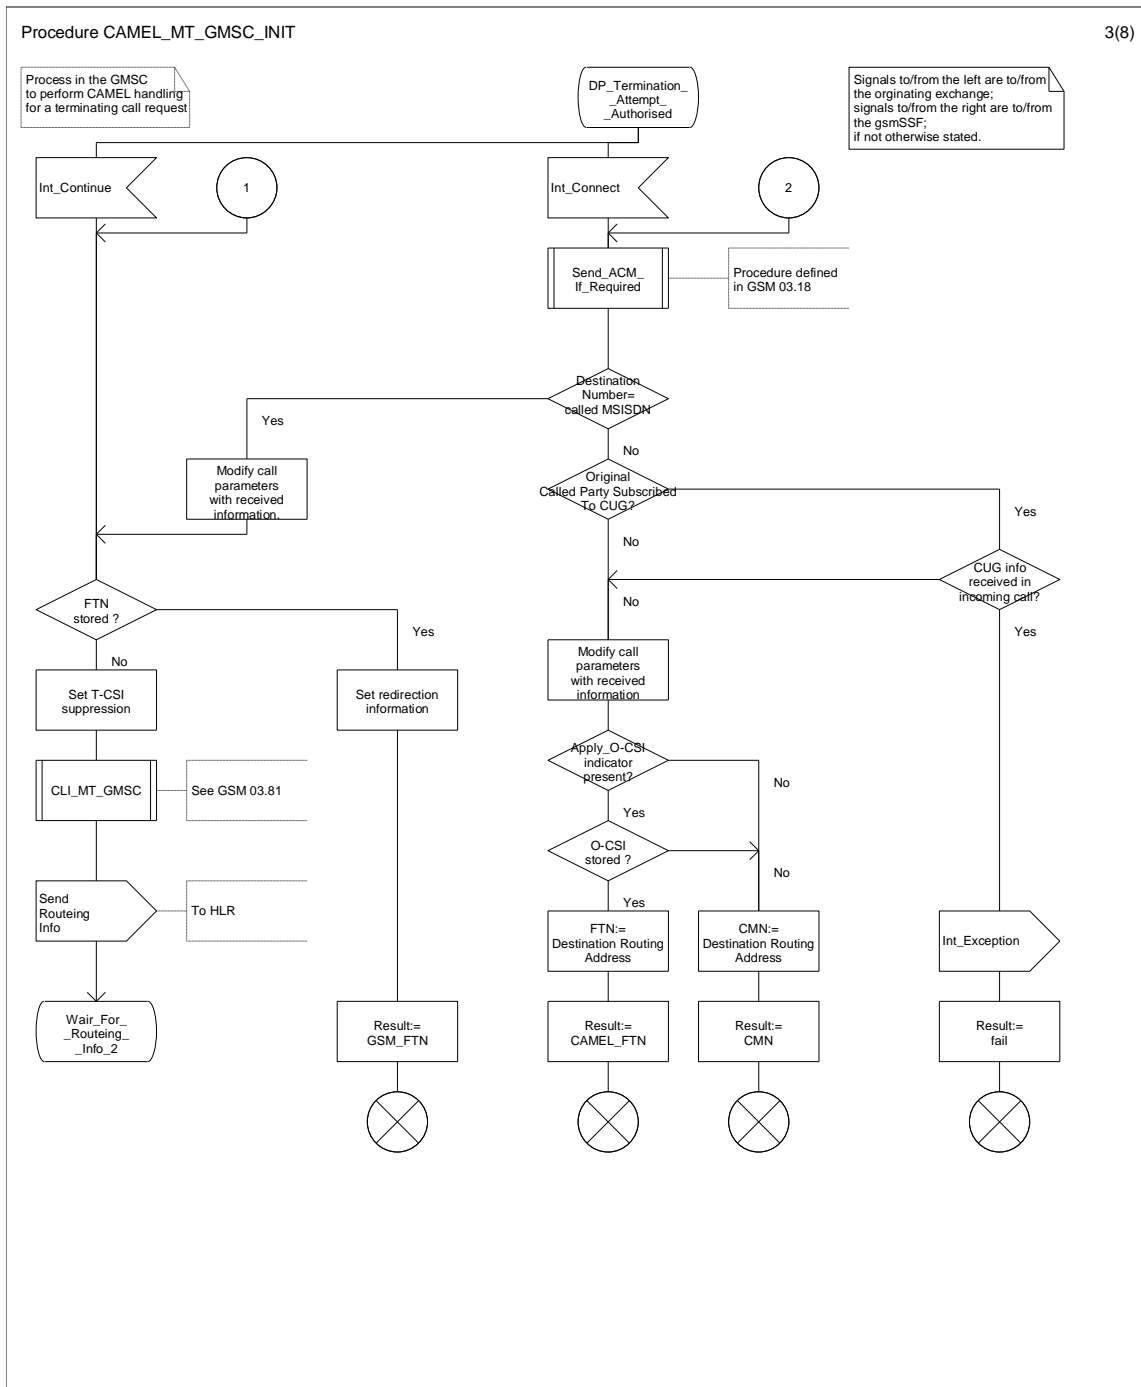 Procedure CAMEL_MT_GMSC_INIT
3(8)
Process in the GMSC
to perform CAMEL handling
for a terminating call request
DP_Termination_
_Attempt_
_Authorised
Signals to/from the left are to/from
the orginating exchange;
signals to/from the right are to/from
the gsmSSF;
if not otherwise stated.
Int_Continue
1
Int_Connect
2
Send_ACM_
If_Required
Procedure defined
in GSM 03.18
Destination
Number=
called MSISDN
Yes
No
Modify call
parameters
with received
information.
Original
Called Party Subscribed
To CUG?
Yes
No
CUG info
received in
incoming call?
No
Yes
FTN
stored ?
Yes
No
Modify call
parameters
with received
information
Set T-CSI
suppression
Set redirection
information
Apply_O-CSI
indicator
present?
No
Yes
CLI_MT_GMSC
See GSM 03.81
O-CSI
stored ?
No
Yes
Send
Routeing
Info
To HLR
FTN:=
Destination Routing
Address
CMN:=
Destination Routing
Address
Int_Exception
Wair_For_
_Routeing_
_Info_2
Result:=
GSM_FTN
Result:=
CAMEL_FTN
Result:=
CMN
Result:=
fail